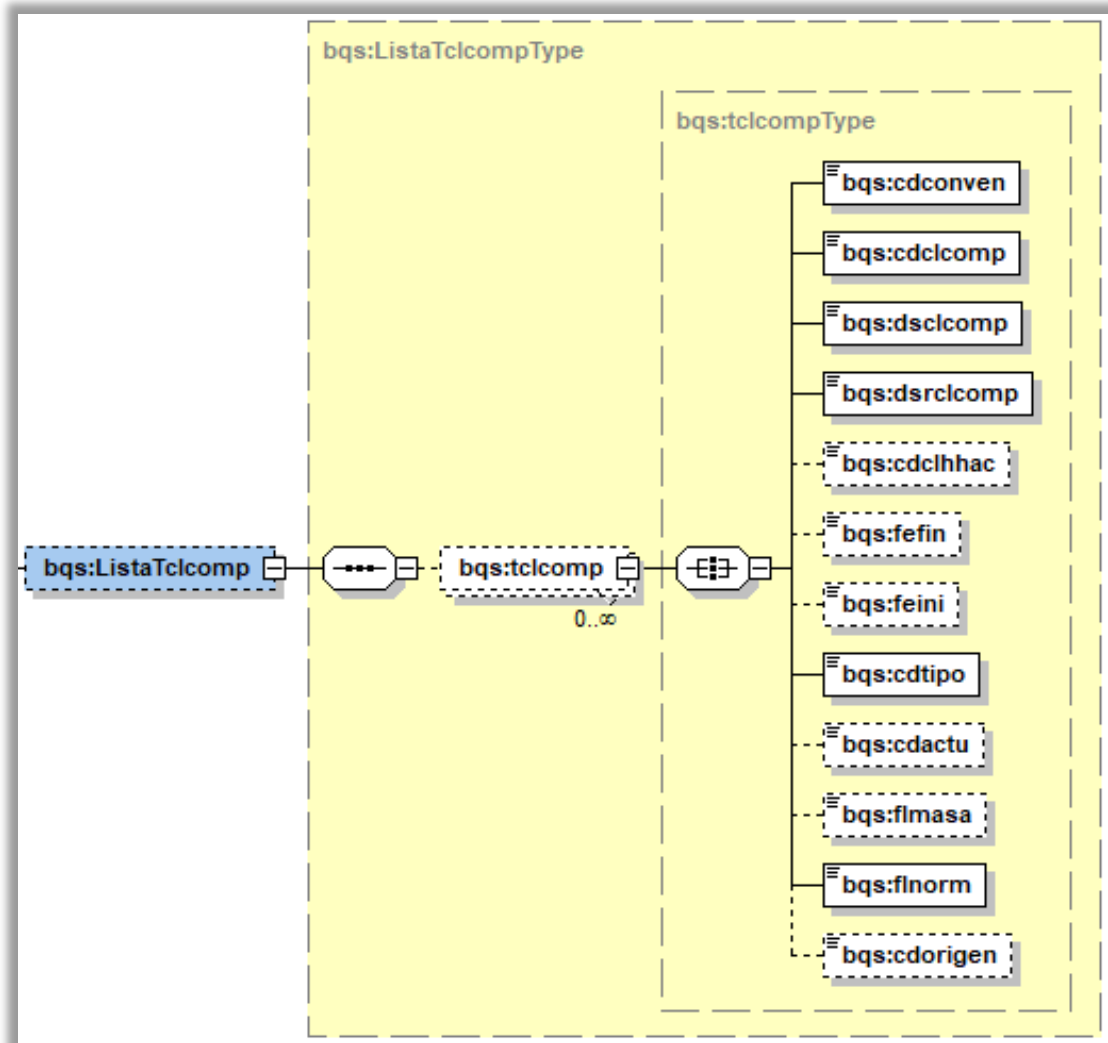 bqs:ListaTclcompType
bqs:tclcompType
bqs:cdconven
bqs:cdclcomp
bqs:dsclcomp
bqs:dsrclcomp
bqs:cdclhhac
bqs:fefin
bqs:ListaTclcomp
bqs:tclcomp
0..∞
bqs:feini
bqs:cdtipo
bqs:cdactu
bqs:flmasa
bqs:flnorm
bqs:cdorigen